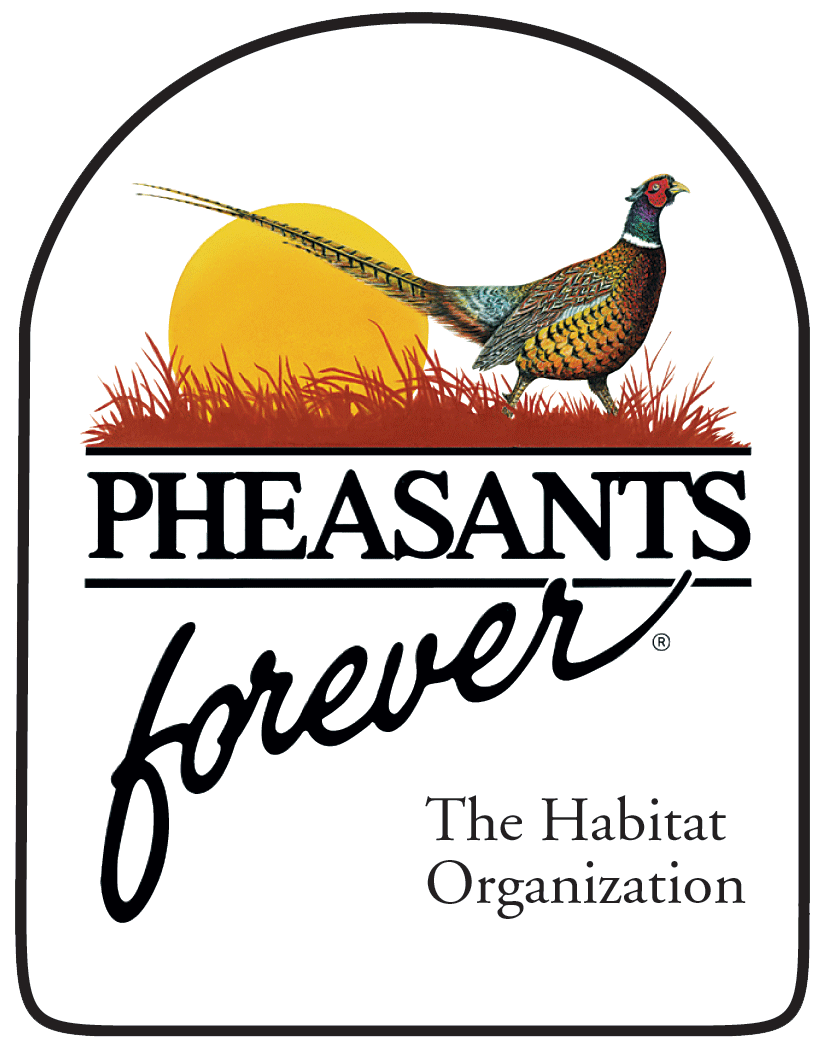 PHEASANTS
forever®
The Habitat
Organization